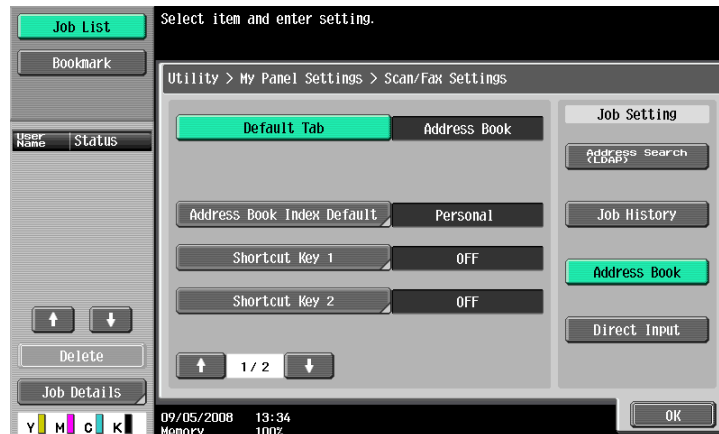 Job List
Bookmark
User Name
Status
Delete
Job Details
Y M C K
Select item and enter setting.
Utility > My Panel Settings > Scan/Fax Settings
Default Tab
Address Book
Address Book Index Default
Personal
Shortcut Key 1
OFF
Shortcut Key 2
OFF
1/ 2
Job Setting
Address Search (LDAP)
Job History
Address Book
Direct Input
09/05/2008 13:34
Memory 100%
OK